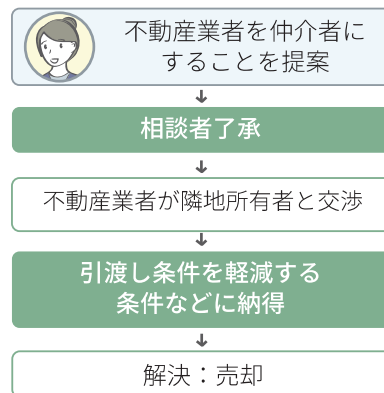 不動産業者を仲介者に
することを提案
相談者了承
不動産業者が隣地所有者と交渉
引渡し条件を軽減する
条件などに納得
解決：売却